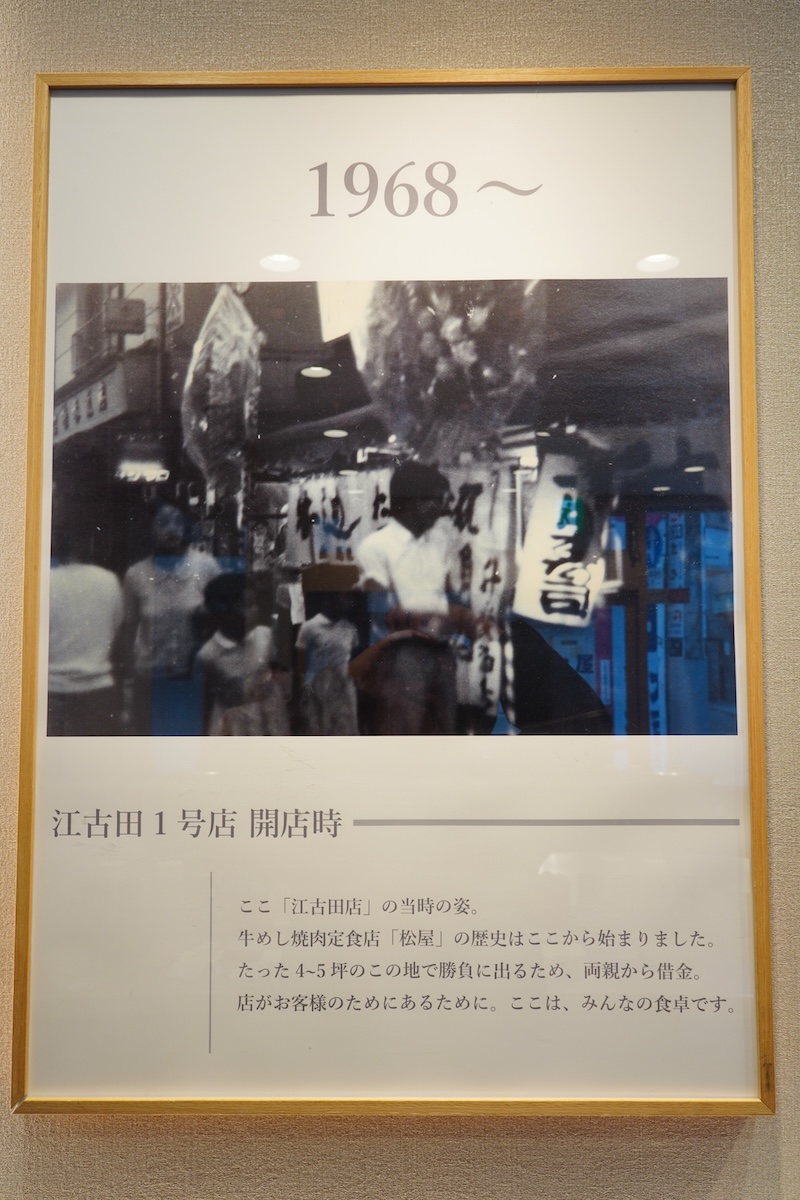 1968～
江古田1号店 開店時
ここ「江古田店」の当時の姿。
牛めし焼肉定食店「松屋」の歴史はここから始まりました。
たった4~5坪のこの地で勝負に出るため、両親から借金。
店がお客様のためにあるために。ここは、みんなの食卓です。